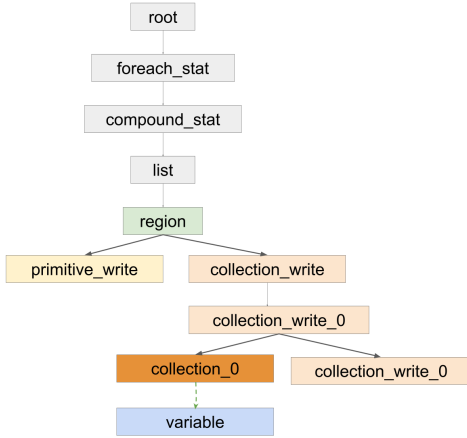 root
foreach_stat
compound_stat
list
region
primitive_write
collection_write
collection_write_0
collection_0
collection_write_0
variable